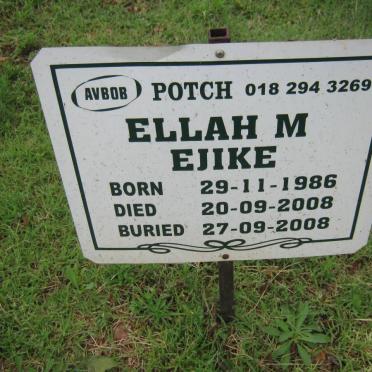 AVBOB POTCH 018 294 3269
ELLAH M
EJIKE
BORN 29-11-1986
DIED 20-09-2008
BURIED 27-09-2008